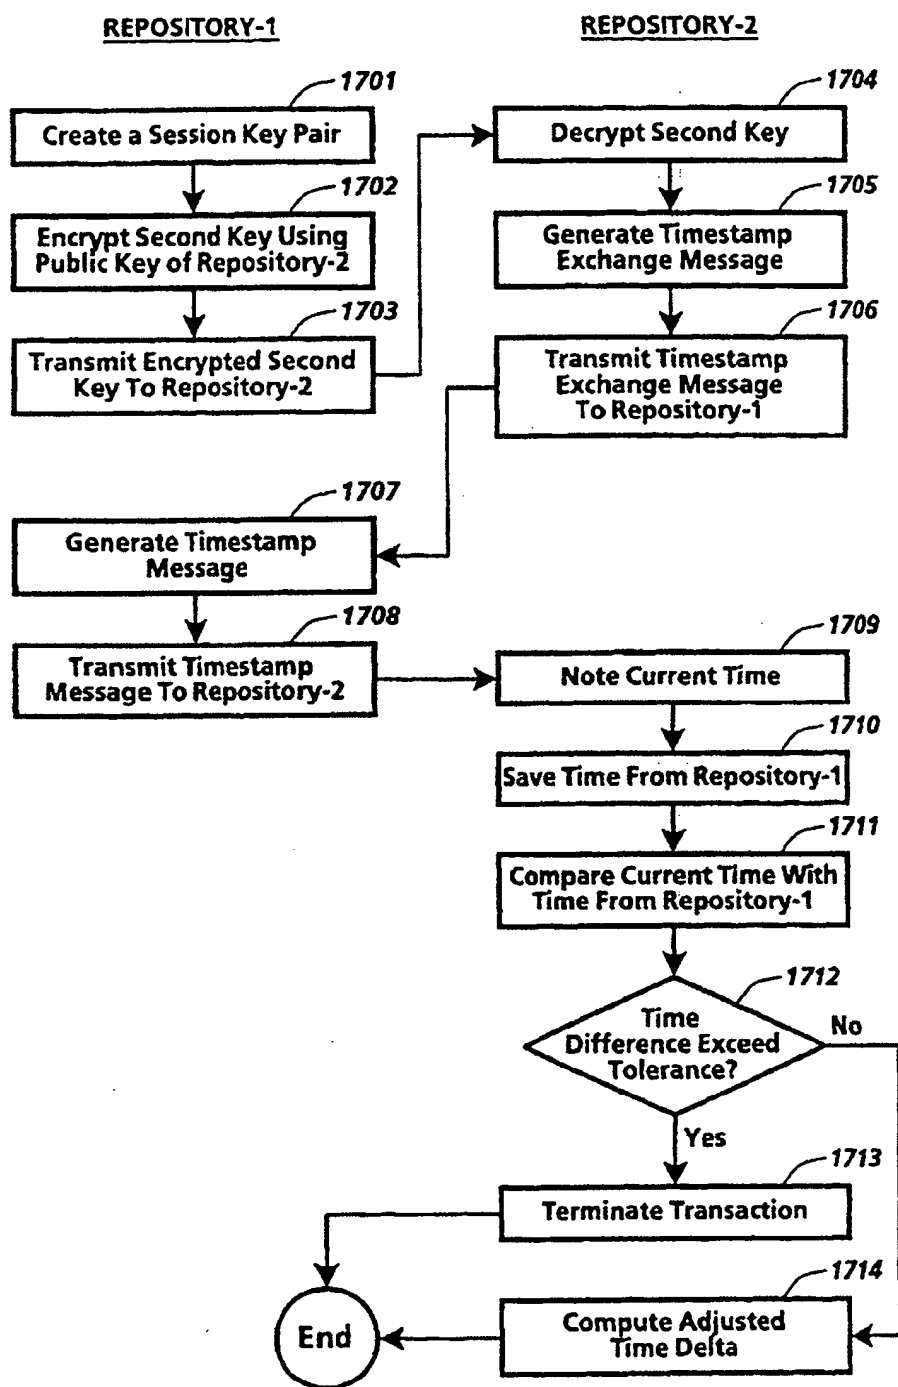 REPOSITORY-1
REPOSITORY-2
1701
Create a Session Key Pair
1702
Encrypt Second Key Using
Public Key of Repository-2
1703
Transmit Encrypted Second
Key To Repository-2
1704
Decrypt Second Key
1705
Generate Timestamp
Exchange Message
1706
Transmit Timestamp
Exchange Message
To Repository-1
1707
Generate Timestamp
Message
1708
Transmit Timestamp
Message To Repository-2
1709
Note Current Time
1710
Save Time From Repository-1
1711
Compare Current Time With
Time From Repository-1
1712
Time
Difference Exceed
Tolerance?
No
Yes
1713
Terminate Transaction
1714
Compute Adjusted
Time Delta
End